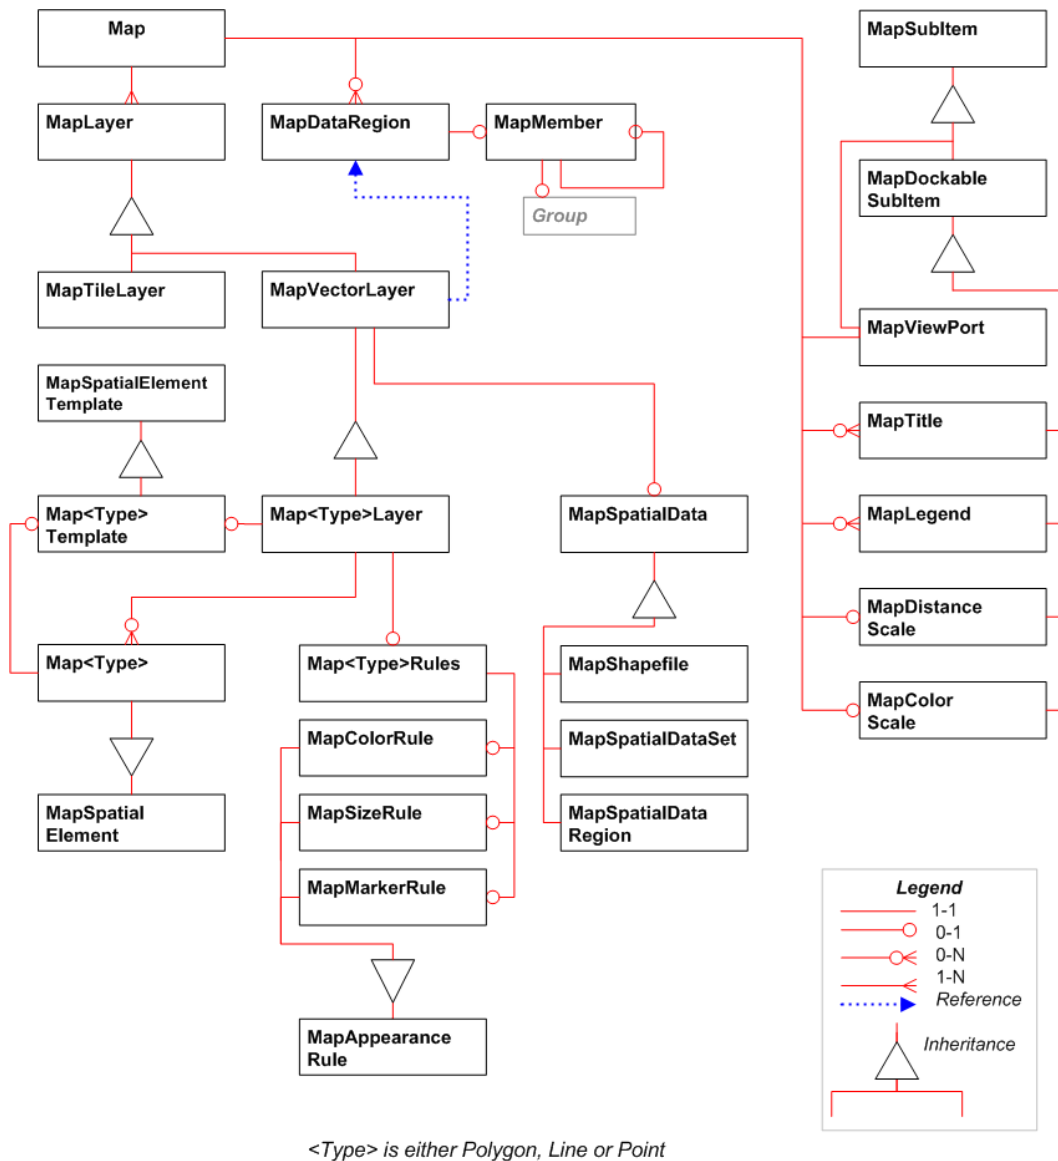 Map
MapSubItem
MapLayer
MapDataRegion
MapMember
MapDockable
SubItem
Group
MapTileLayer
MapVectorLayer
MapViewPort
MapSpatialElement
Template
MapTitle
Map<Type>
Template
Map<Type>Layer
MapSpatialData
MapLegend
MapDistance
Scale
Map<Type>
Map<Type>Rules
MapShapefile
MapColor
Scale
MapColorRule
MapSpatialDataSet
MapSpatial
Element
MapSizeRule
MapSpatialData
Region
MapMarkerRule
MapAppearance
Rule
Legend
1-1
0-1
0-N
1-N
Reference
Inheritance
<Type> is either Polygon, Line or Point